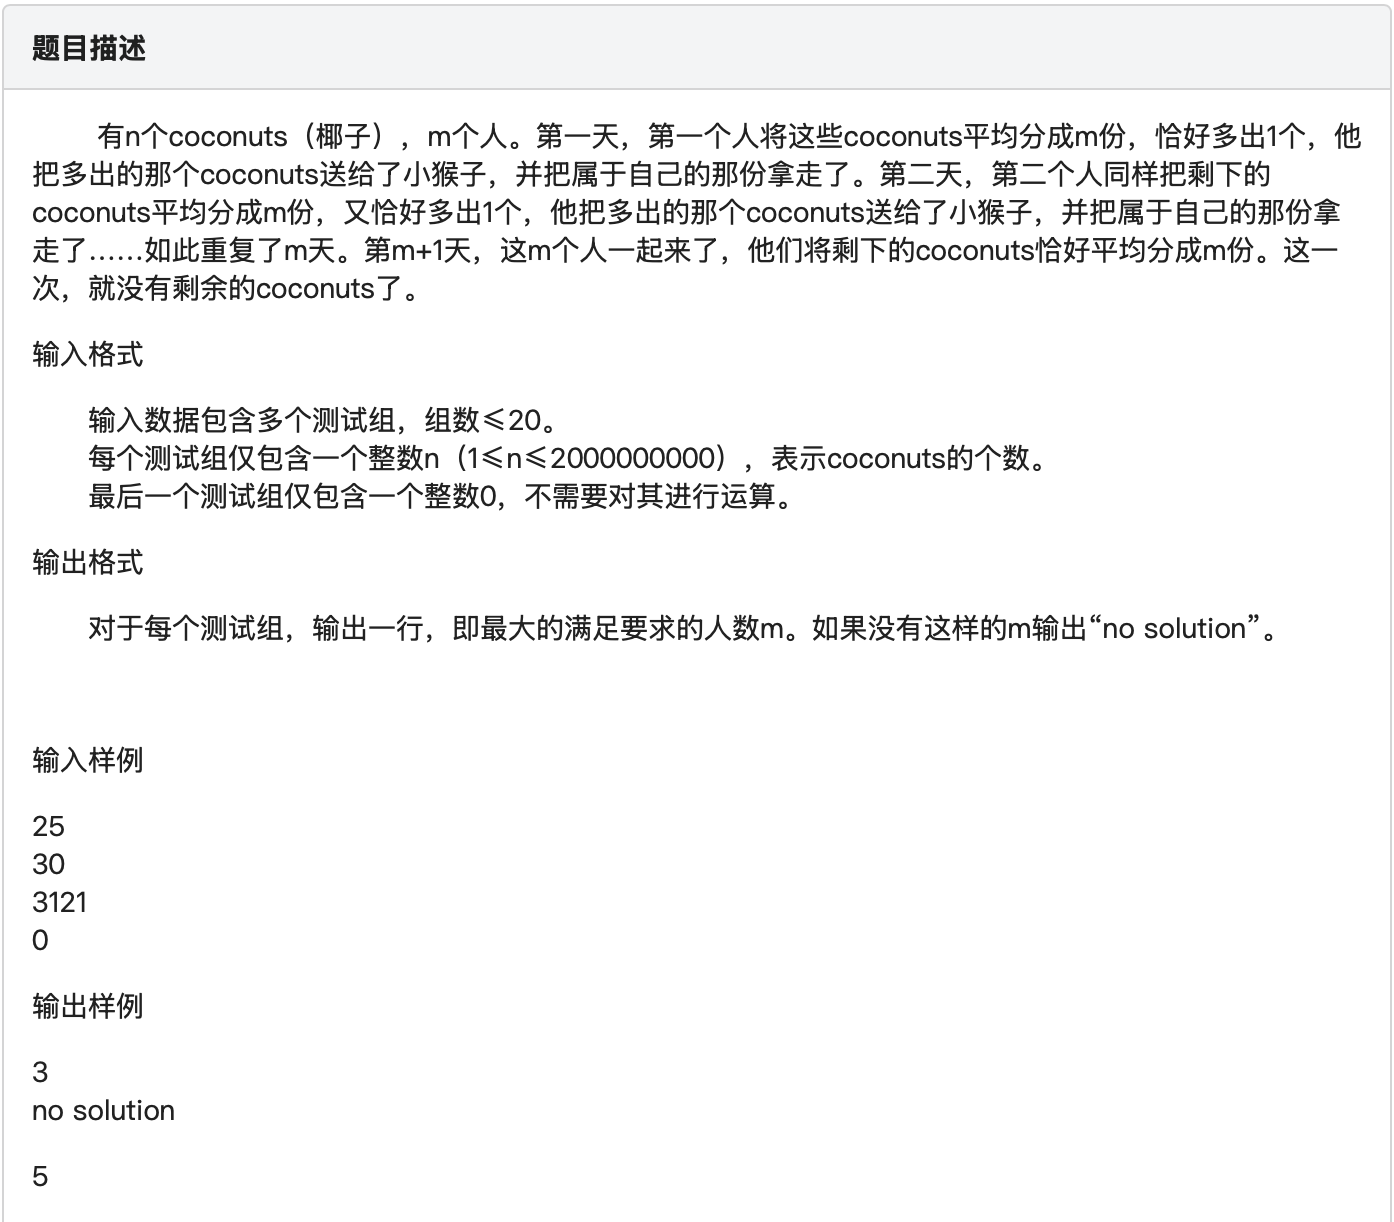 题目描述
有n个coconuts（椰子），m个人。第一天，第一个人将这些coconuts平均分成m份，恰好多出1个，他
把多出的那个coconuts送给了小猴子，并把属于自己的那份拿走了。第二天，第二个人同样把剩下的
coconuts平均分成m份，又恰好多出1个，他把多出的那个coconuts送给了小猴子，并把属于自己的那份拿
走了……如此重复了m天。第m+1天，这m个人一起来了，他们将剩下的coconuts恰好平均分成m份。这一
次，就没有剩余的coconuts了。
输入格式
输入数据包含多个测试组，组数≤20。
每个测试组仅包含一个整数n（1≤n≤2000000000），表示coconuts的个数。
最后一个测试组仅包含一个整数0，不需要对其进行运算。
输出格式
对于每个测试组，输出一行，即最大的满足要求的人数m。如果没有这样的m输出“no solution”。
输入样例
25
30
3121
0
输出样例
3
no solution
5